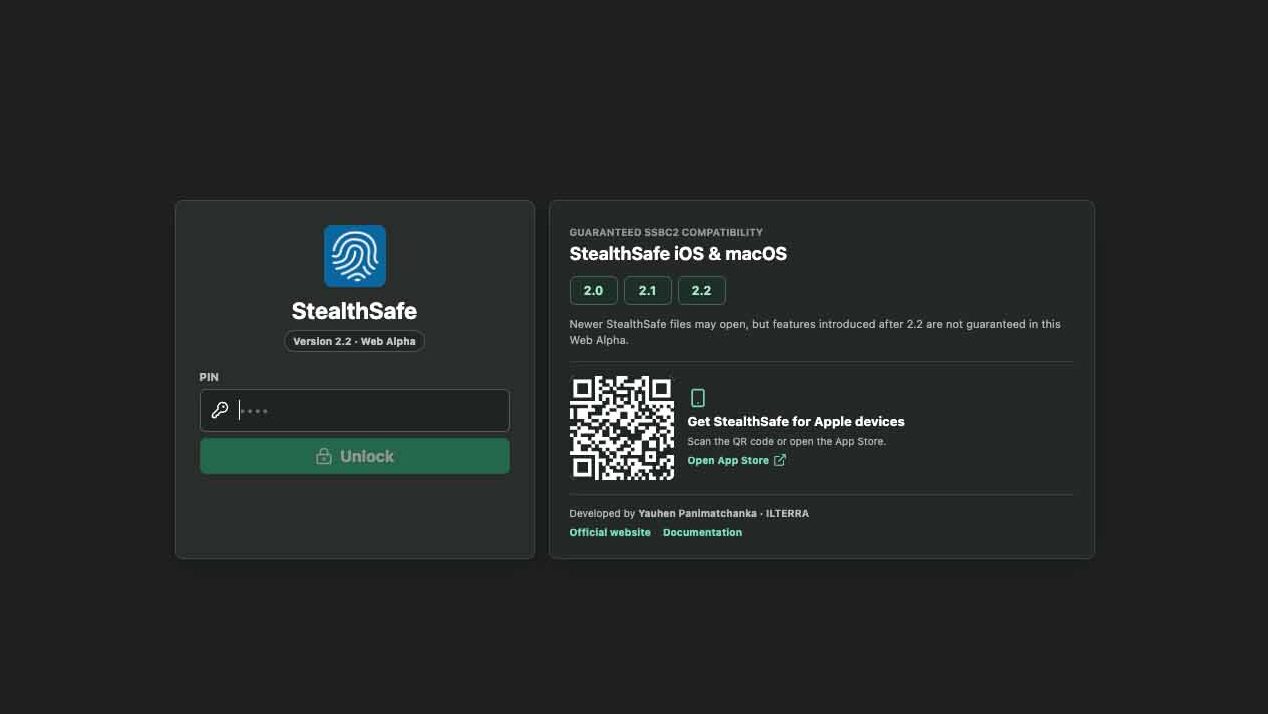 StealthSafe
Version 2.2 · Web Alpha
PIN
Unlock
GUARANTEED SSBC2 COMPATIBILITY
StealthSafe iOS & macOS
2.0 2.1 2.2
Newer StealthSafe files may open, but features introduced after 2.2 are not guaranteed in this
Web Alpha.
Get StealthSafe for Apple devices
Scan the QR code or open the App Store.
Open App Store
Developed by Yauhen Panimatchanka · ILTERRA
Official website · Documentation